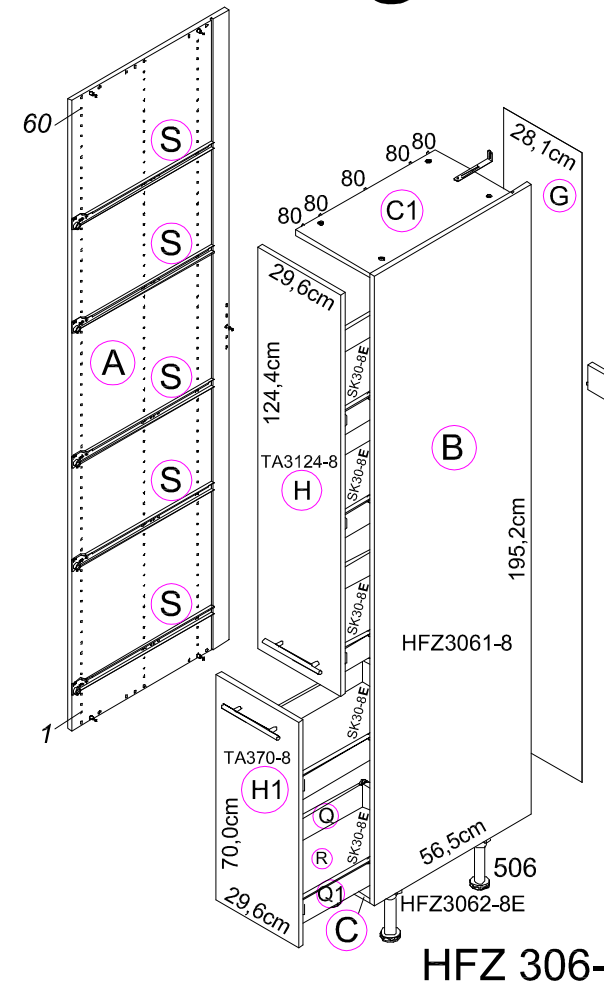 60
S
S
S
S
S
A
1
80
80
80
80
80
C1
28,1cm
G
29,6cm
124,4cm
TA3124-8
H
SK30-8E
SK30-8E
SK30-8E
SK30-8E
SK30-8E
B
195,2cm
HFZ3061-8
TA370-8
H1
70,0cm
29,6cm
Q
R
Q1
C
56,5cm
506
HFZ3062-8E
HFZ 306-